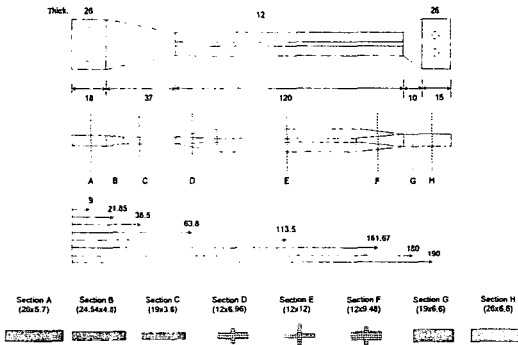 Thick. 26 12 26
18 37 120 10 15
A B C D E F G H
9
21.85
36.5
63.8
113.5
161.67
180
190
Section A Section B Section C Section D Section E Section F Section G Section H
(26x5.7) (24.54x4.8) (19x3.6) (12x6.96) (12x12) (12x9.48) (19x6.6) (26x6.6)